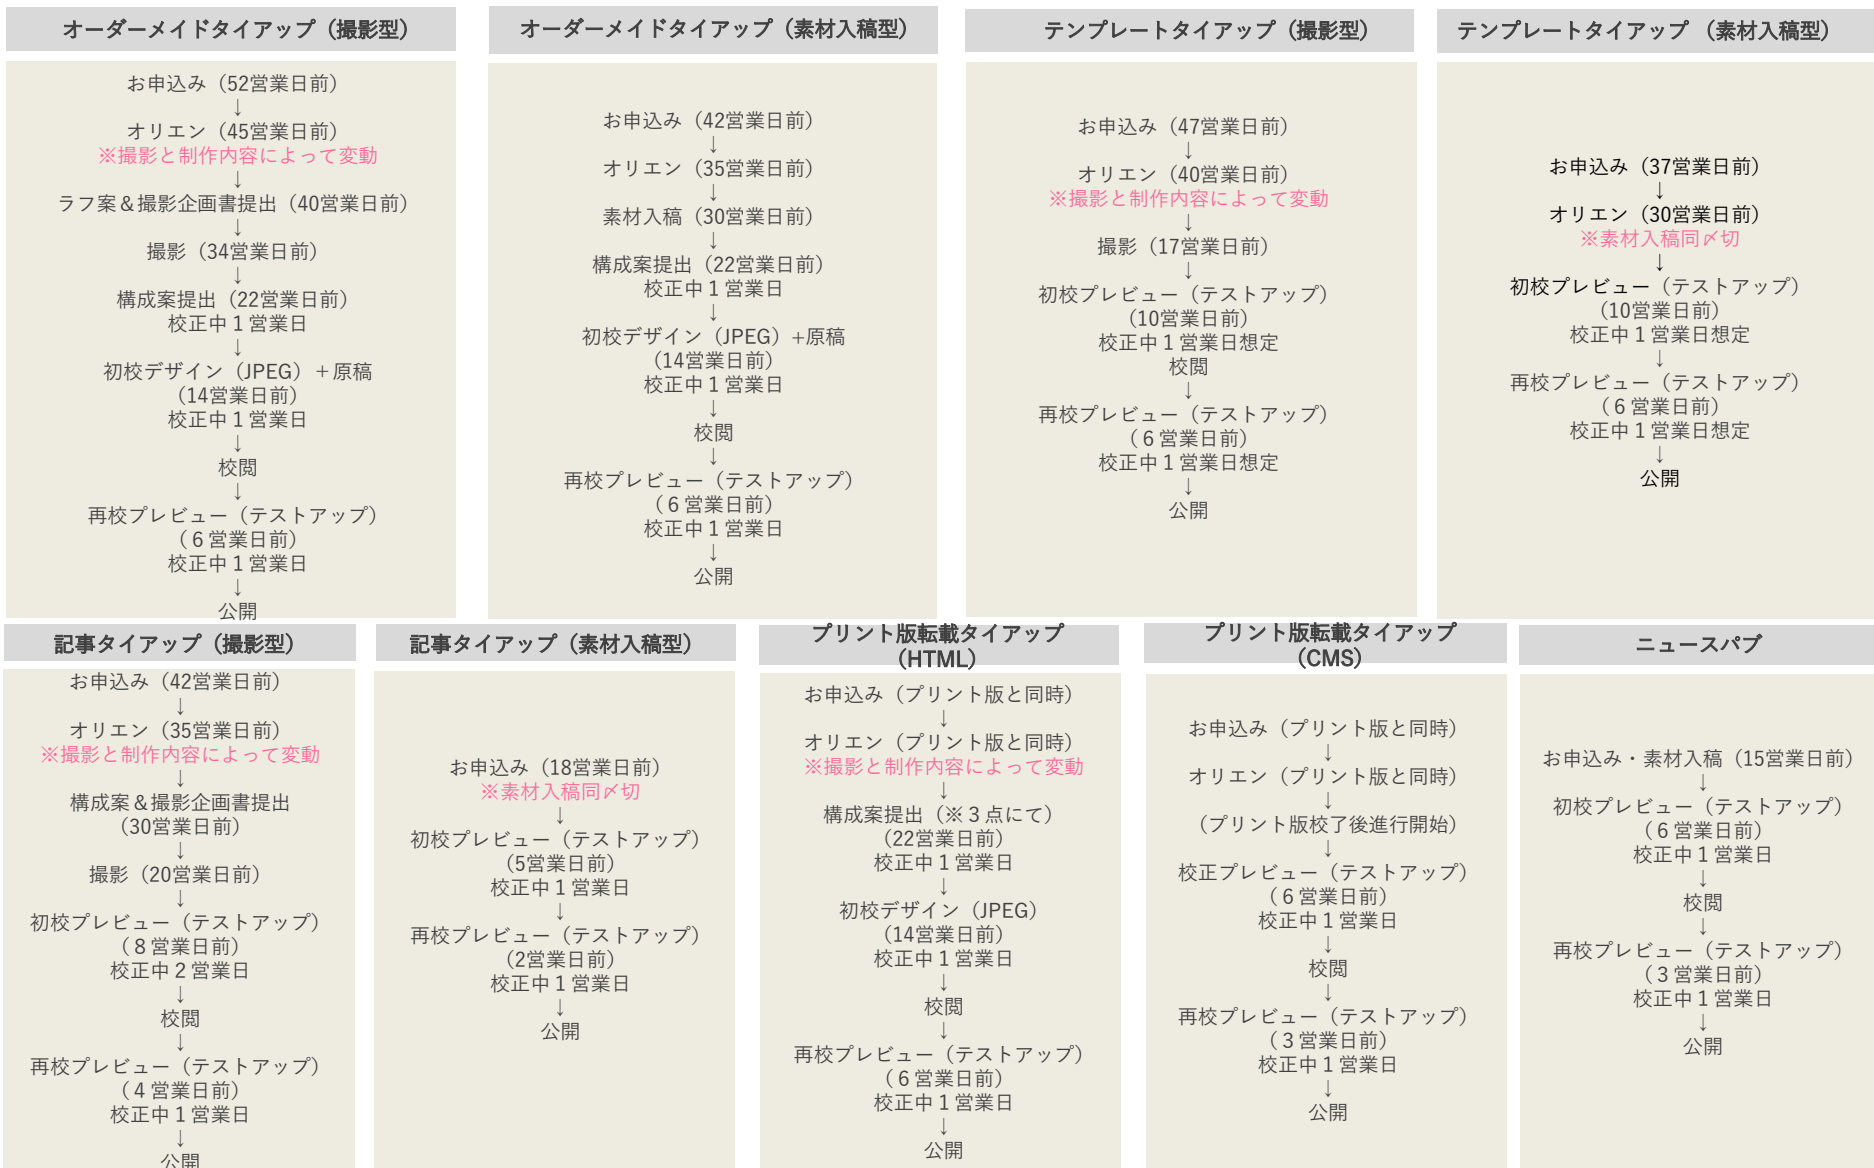 オーダーメイドタイアップ（撮影型）
お申込み（52営業日前）
↓
オリエン（45営業日前）
※撮影と制作内容によって変動
↓
ラフ案＆撮影企画書提出（40営業日前）
↓
撮影（34営業日前）
↓
構成案提出（22営業日前）
校正中１営業日
↓
初校デザイン（JPEG）＋原稿
（14営業日前）
校正中１営業日
↓
校閲
↓
再校プレビュー（テストアップ）
（６営業日前）
校正中１営業日
↓
公開
オーダーメイドタイアップ（素材入稿型）
お申込み（42営業日前）
↓
オリエン（35営業日前）
↓
素材入稿（30営業日前）
↓
構成案提出（22営業日前）
校正中１営業日
↓
初校デザイン（JPEG）+原稿
（14営業日前）
校正中１営業日
↓
校閲
↓
再校プレビュー（テストアップ）
（６営業日前）
校正中１営業日
↓
公開
テンプレートタイアップ（撮影型）
お申込み（47営業日前）
↓
オリエン（40営業日前）
※撮影と制作内容によって変動
↓
撮影（17営業日前）
↓
初校プレビュー（テストアップ）
（10営業日前）
校正中１営業日想定
校閲
↓
再校プレビュー（テストアップ）
（６営業日前）
校正中１営業日想定
↓
公開
テンプレートタイアップ （素材入稿型）
お申込み（37営業日前）
↓
オリエン（30営業日前）
※素材入稿同〆切
↓
初校プレビュー（テストアップ）
（10営業日前）
校正中１営業日想定
↓
再校プレビュー（テストアップ）
（６営業日前）
校正中１営業日想定
↓
公開
記事タイアップ（撮影型）
お申込み（42営業日前）
↓
オリエン（35営業日前）
※撮影と制作内容によって変動
↓
構成案＆撮影企画書提出
（30営業日前）
↓
撮影（20営業日前）
↓
初校プレビュー（テストアップ）
（８営業日前）
校正中２営業日
↓
校閲
↓
再校プレビュー（テストアップ）
（４営業日前）
校正中１営業日
↓
公開
記事タイアップ（素材入稿型）
お申込み（18営業日前）
※素材入稿同〆切
↓
初校プレビュー（テストアップ）
（5営業日前）
校正中１営業日
↓
再校プレビュー（テストアップ）
（2営業日前）
校正中１営業日
↓
公開
プリント版転載タイアップ
（HTML）
お申込み（プリント版と同時）
↓
オリエン（プリント版と同時）
※撮影と制作内容によって変動
↓
構成案提出（※３点にて）
（22営業日前）
校正中１営業日
↓
初校デザイン（JPEG）
（14営業日前）
校正中１営業日
↓
校閲
↓
再校プレビュー（テストアップ）
（６営業日前）
校正中１営業日
↓
公開
プリント版転載タイアップ
（CMS）
お申込み（プリント版と同時）
↓
オリエン（プリント版と同時）
↓
（プリント版校了後進行開始）
↓
校正プレビュー（テストアップ）
（６営業日前）
校正中１営業日
↓
校閲
↓
再校プレビュー（テストアップ）
（３営業日前）
校正中１営業日
↓
公開
ニュースパブ
お申込み・素材入稿（15営業日前）
↓
初校プレビュー（テストアップ）
（６営業日前）
校正中１営業日
↓
校閲
↓
再校プレビュー（テストアップ）
（３営業日前）
校正中１営業日
↓
公開